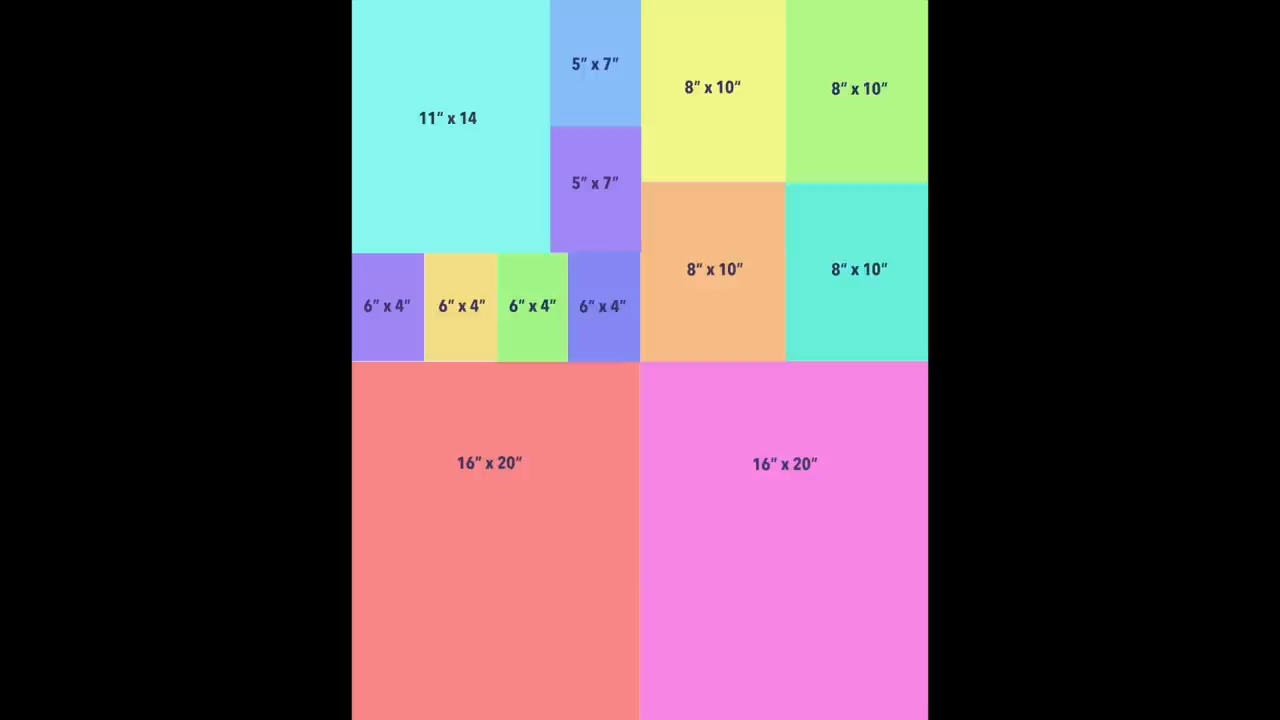 11” x 14
5” x 7”
5” x 7”
8” x 10”
8” x 10”
8” x 10”
8” x 10”
6” x 4”
6” x 4”
6” x 4”
6” x 4”
16” x 20”
16” x 20”